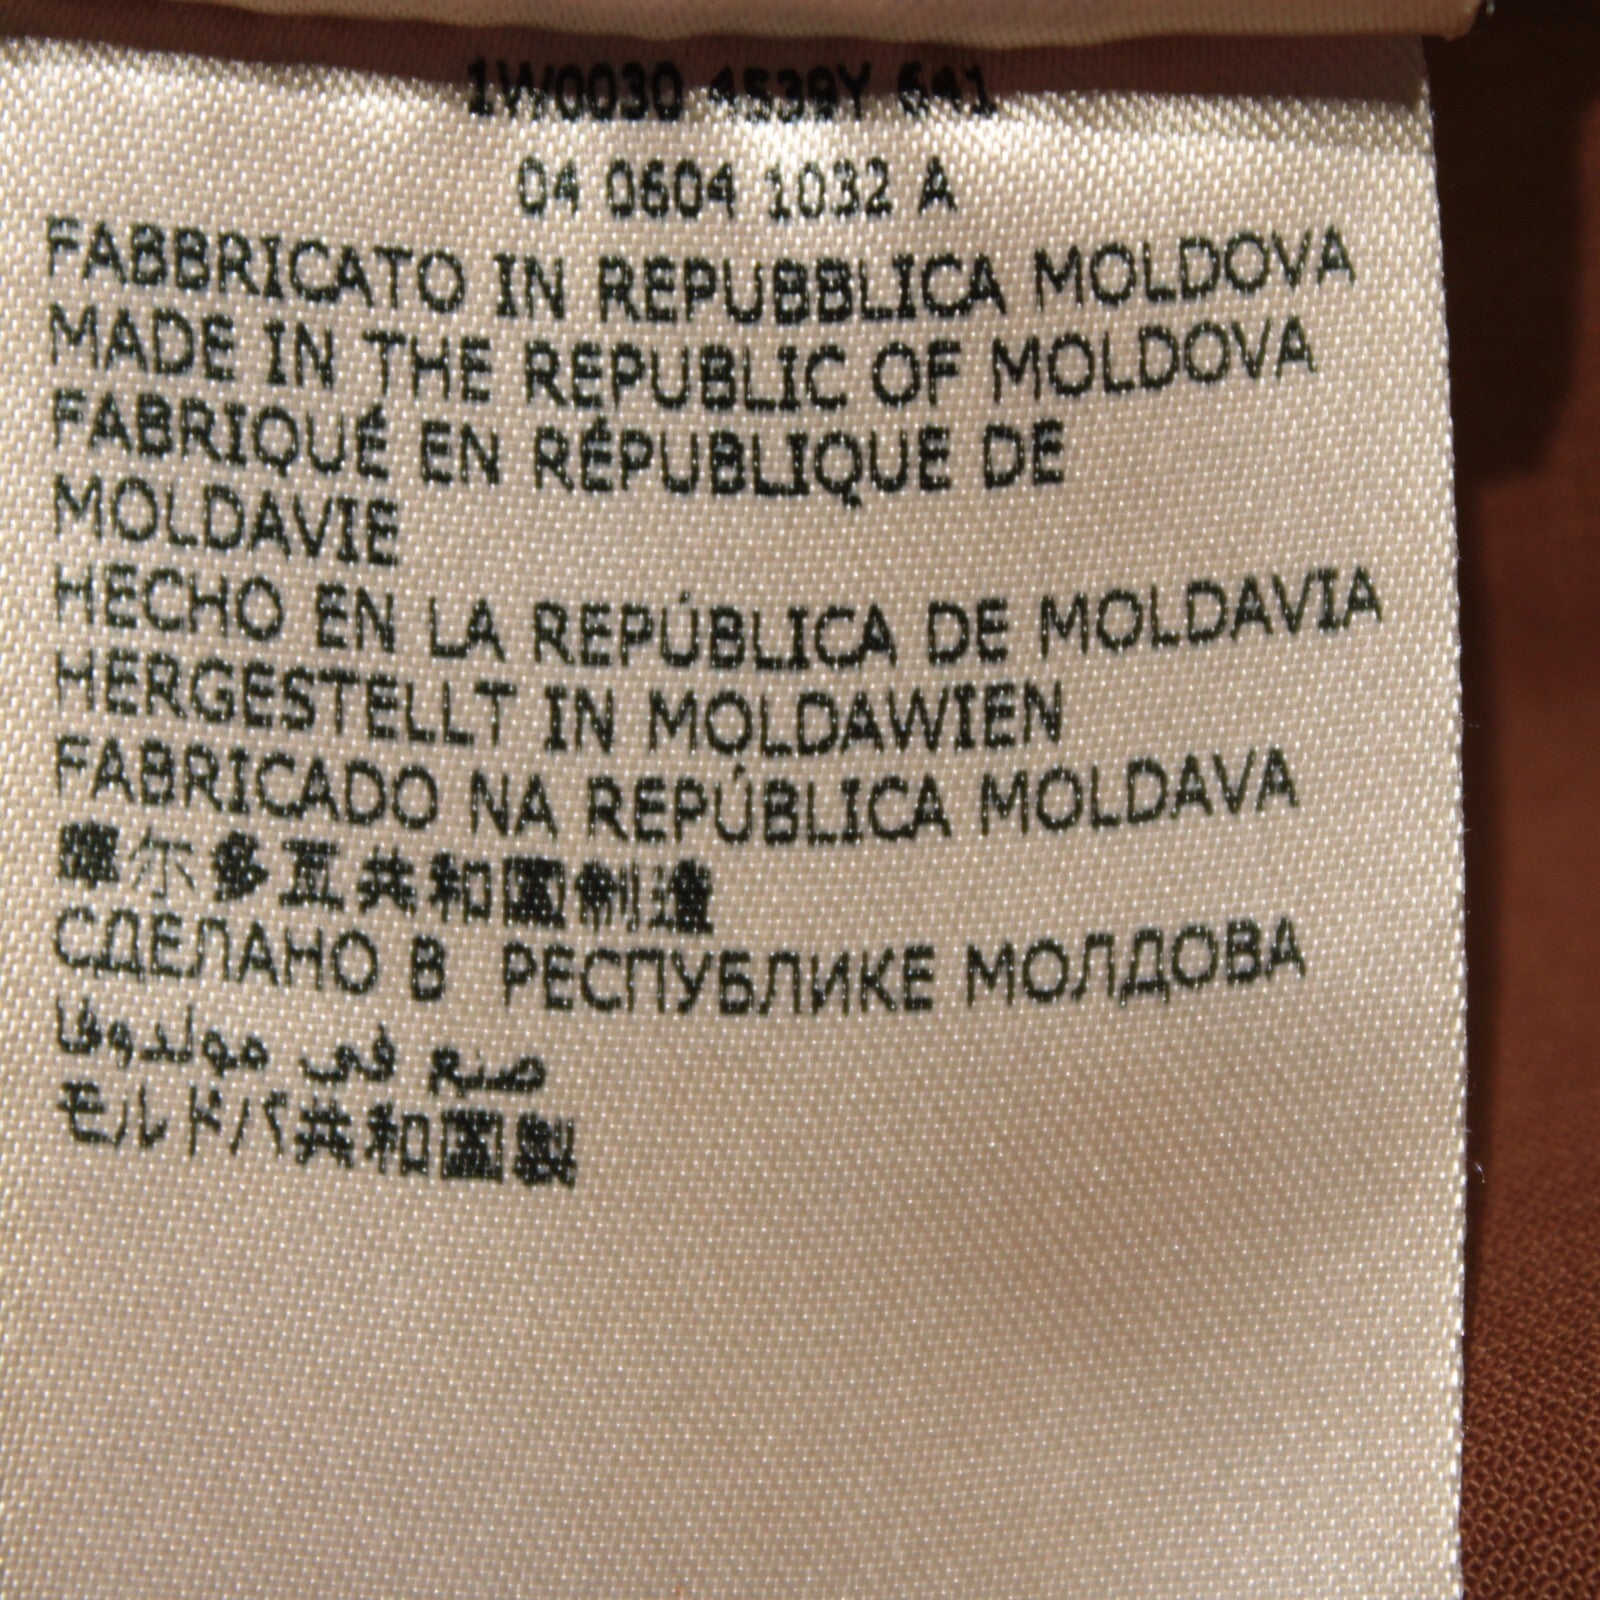 1W0030 4539Y 641
04 0604 1032 A
FABBRICATO IN REPUBBLICA MOLDOVA
MADE IN THE REPUBLIC OF MOLDOVA
FABRIQUÉ EN RÉPUBLIQUE DE
MOLDAVIE
HECHO EN LA REPÚBLICA DE MOLDAVIA
HERGESTELLT IN MOLDAWIEN
FABRICADO NA REPÚBLICA MOLDAVA
摩尔多瓦共和国制造
СДЕЛАНО В РЕСПУБЛИКЕ МОЛДОВА
صنع في مولدوفا
モルドバ共和国製